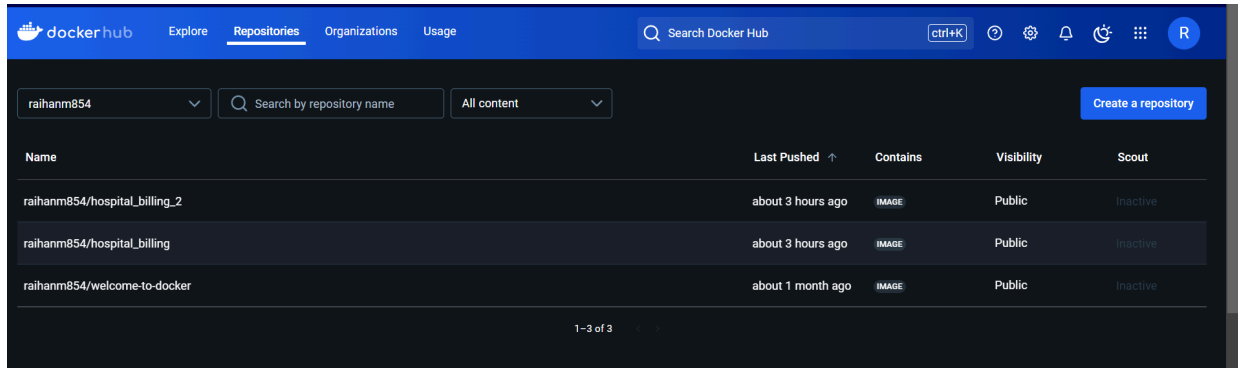 dockerhub Explore Repositories Organizations Usage Search Docker Hub ctrl+K R
raihanm854 Search by repository name All content Create a repository
Name Last Pushed Contains Visibility Scout
raihanm854/hospital_billing_2 about 3 hours ago IMAGE Public Inactive
raihanm854/hospital_billing about 3 hours ago IMAGE Public Inactive
raihanm854/welcome-to-docker about 1 month ago IMAGE Public Inactive
1–3 of 3